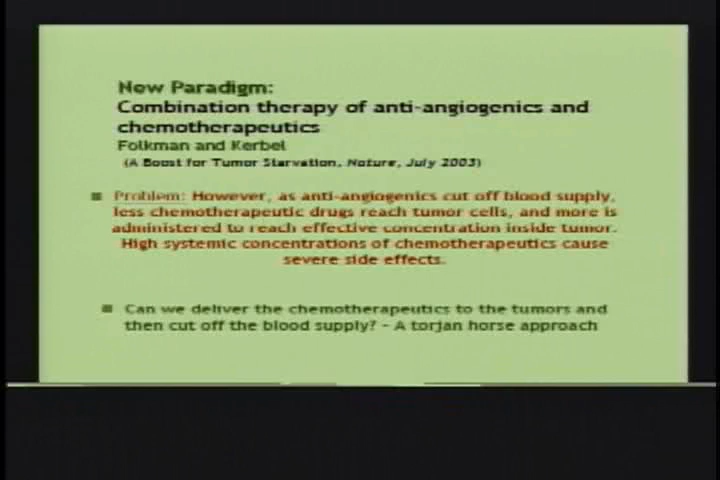 New Paradigm:
Combination therapy of anti-angiogenics and
chemotherapeutics
Folkman and Kerbel
(A Boost for Tumor Starvation, Nature, July 2003)
Problem: However, as anti-angiogenics cut off blood supply,
less chemotherapeutic drugs reach tumor cells, and more is
administered to reach effective concentration inside tumor.
High systemic concentrations of chemotherapeutics cause
severe side effects.
Can we deliver the chemotherapeutics to the tumors and
then cut off the blood supply? - A torjan horse approach